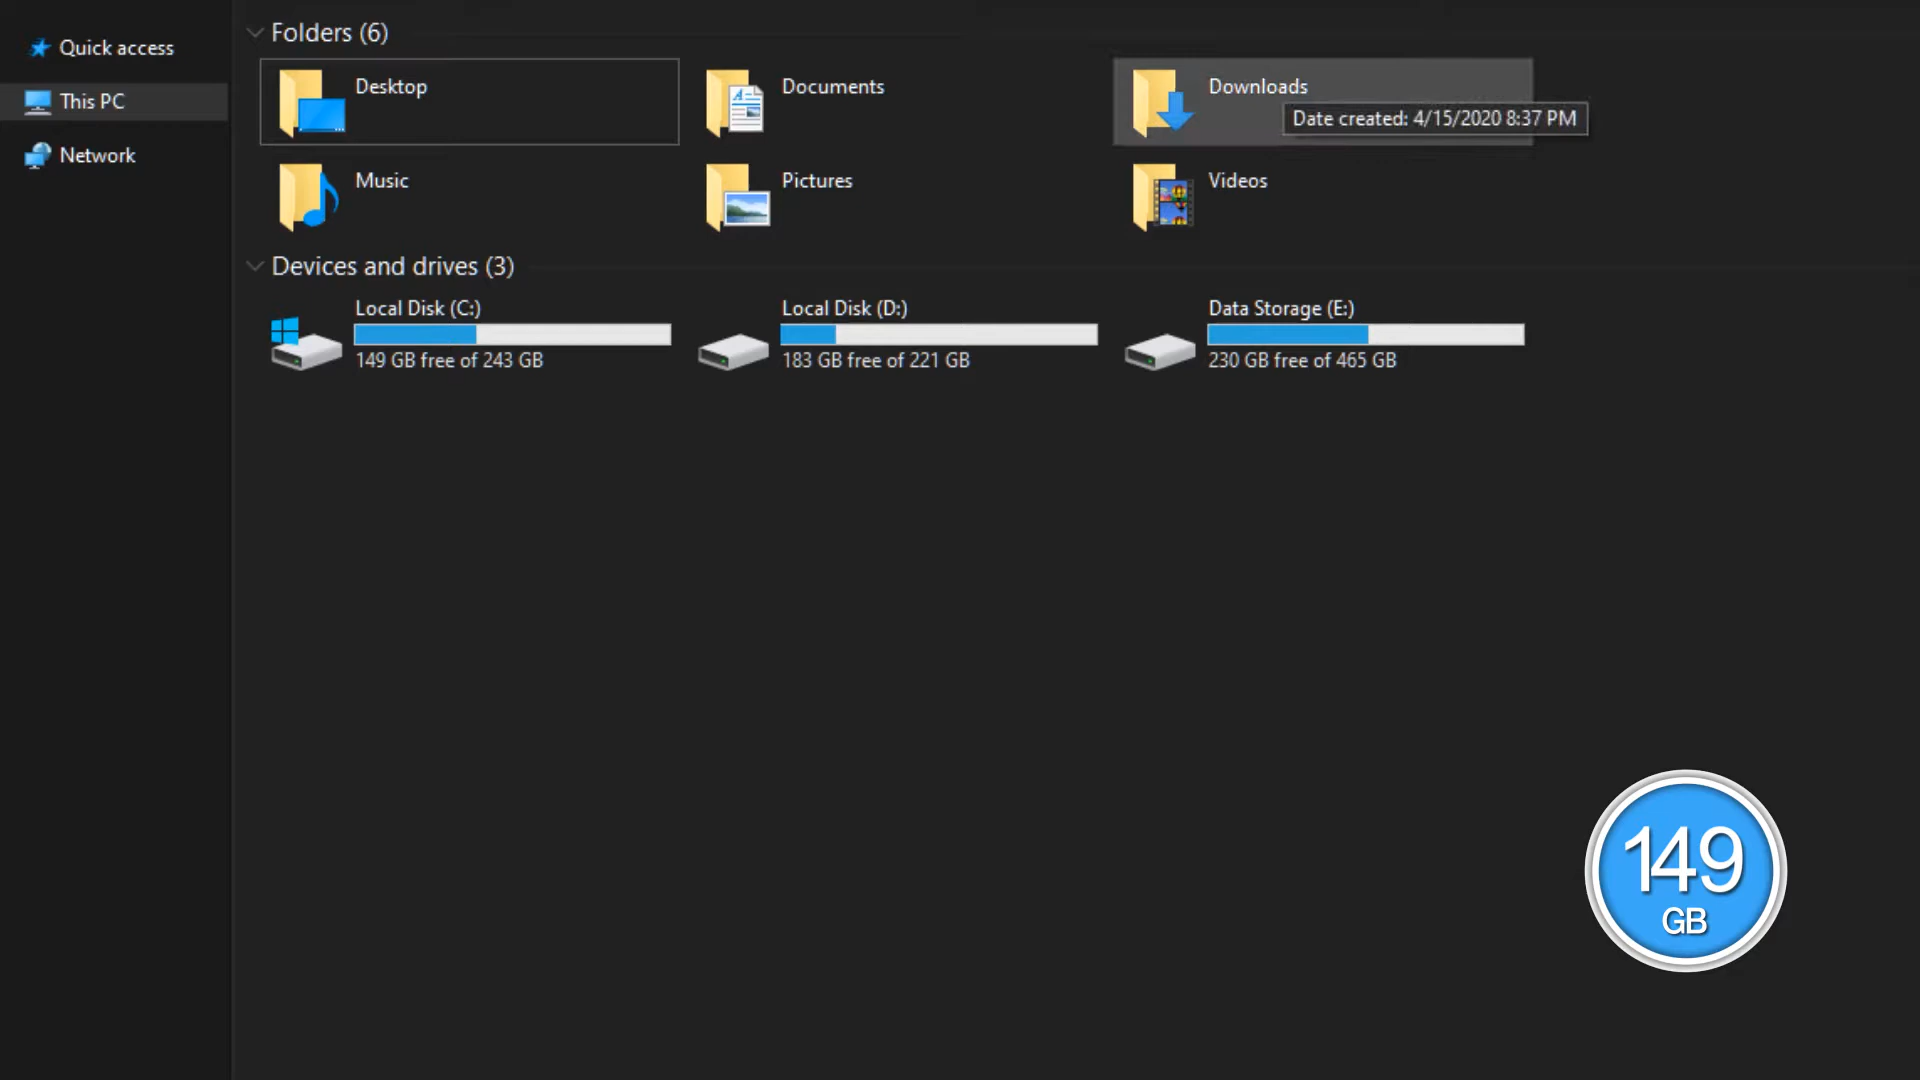 Quick access
This PC
Network
Folders (6)
Desktop
Documents
Downloads
Date created: 4/15/2020 8:37 PM
Music
Pictures
Videos
Devices and drives (3)
Local Disk (C:)
149 GB free of 243 GB
Local Disk (D:)
183 GB free of 221 GB
Data Storage (E:)
230 GB free of 465 GB
149
GB